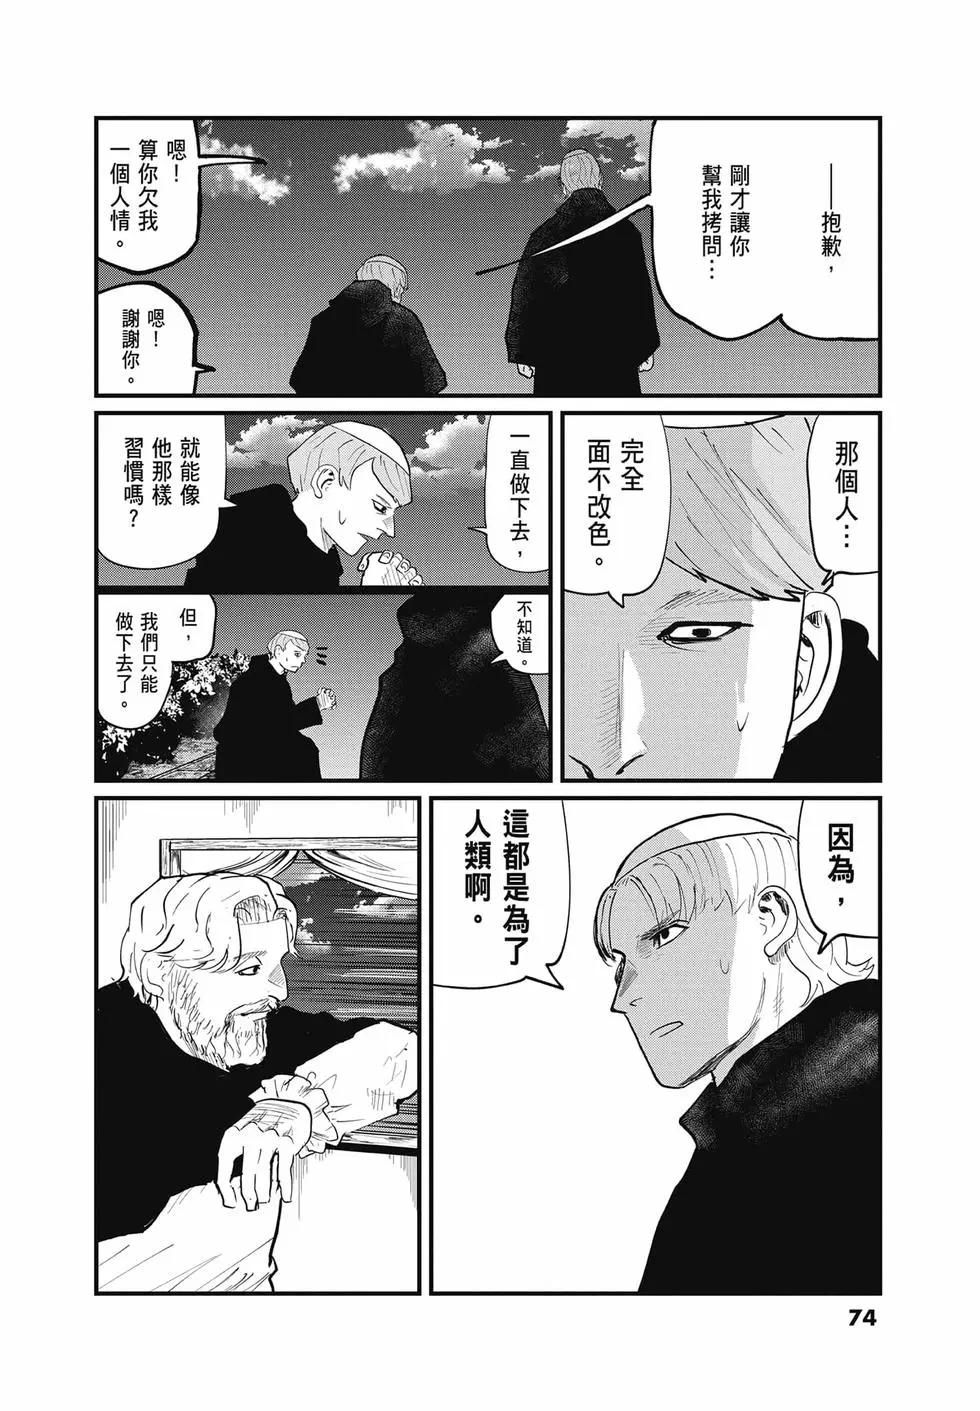 ——抱歉，
剛才讓你
幫我拷問…
嗯！
算你欠我
一個人情。
嗯！
謝謝你。
那個人…
完全
面不改色。
一直做下去，
就能像
他那樣
習慣嗎？
不知道。
但，
我們只能
做下去了。
因為，
這都是為了
人類啊。
74